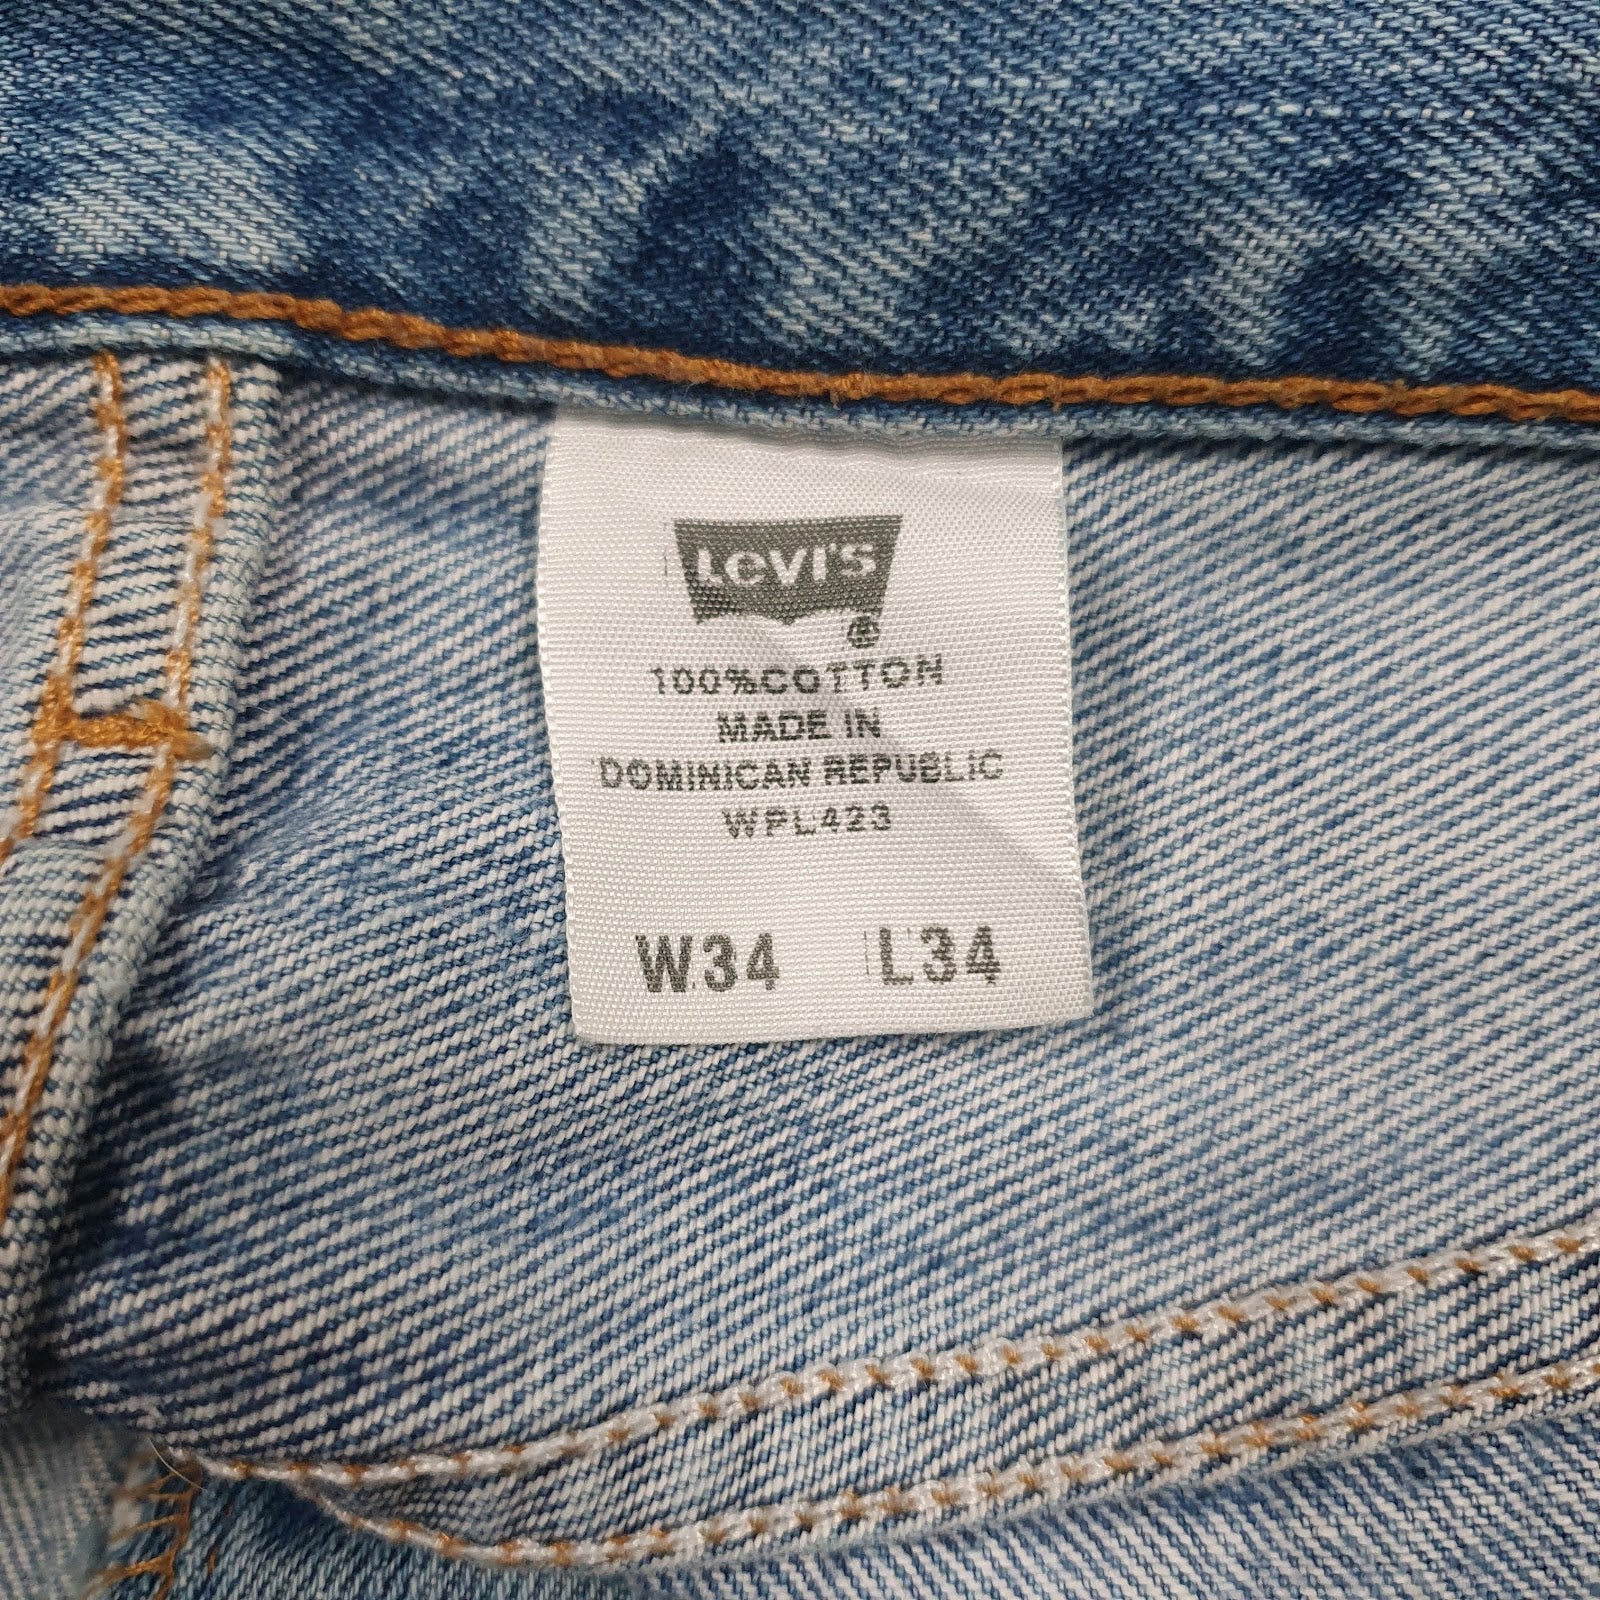 LEVI'S
®
100%COTTON
MADE IN
DOMINICAN REPUBLIC
WPL423
W34 L34